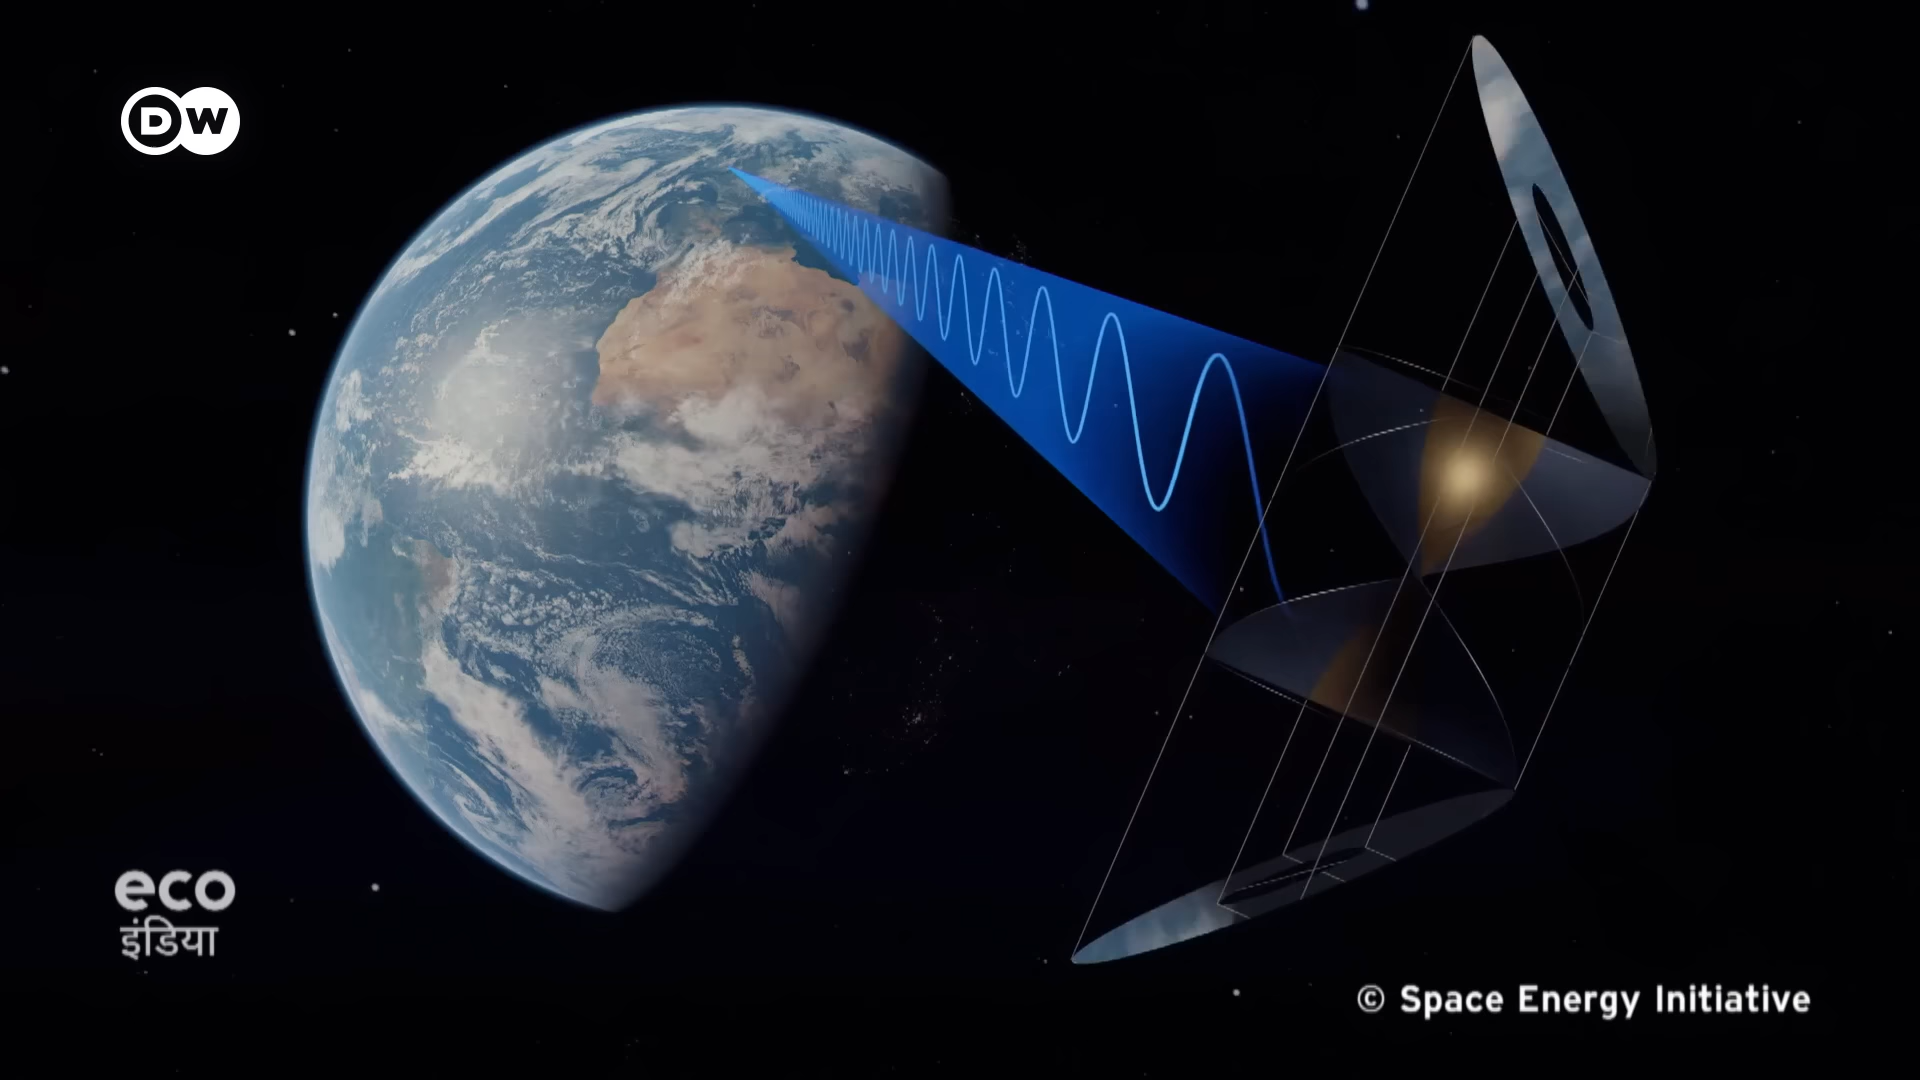 DW
eco
इंडिया
© Space Energy Initiative